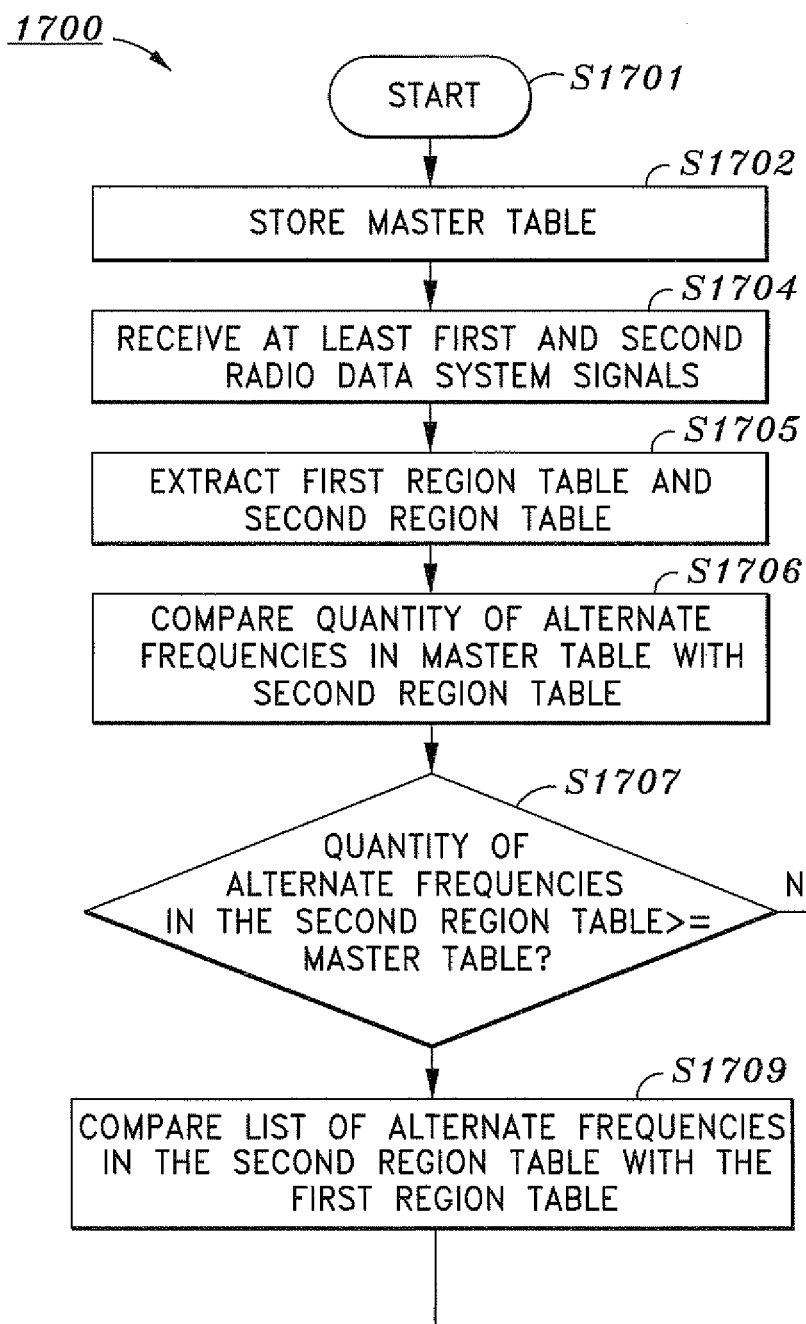 1700
START
S1701
S1702
STORE MASTER TABLE
S1704
RECEIVE AT LEAST FIRST AND SECOND
RADIO DATA SYSTEM SIGNALS
S1705
EXTRACT FIRST REGION TABLE AND
SECOND REGION TABLE
S1706
COMPARE QUANTITY OF ALTERNATE
FREQUENCIES IN MASTER TABLE WITH
SECOND REGION TABLE
S1707
QUANTITY OF
ALTERNATE FREQUENCIES
IN THE SECOND REGION TABLE>=
MASTER TABLE?
N
S1709
COMPARE LIST OF ALTERNATE FREQUENCIES
IN THE SECOND REGION TABLE WITH THE
FIRST REGION TABLE